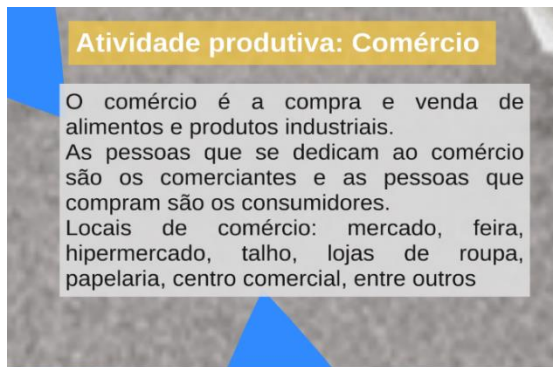 Atividade produtiva: Comércio
O comércio é a compra e venda de
alimentos e produtos industriais.
As pessoas que se dedicam ao comércio
são os comerciantes e as pessoas que
compram são os consumidores.
Locais de comércio: mercado, feira,
hipermercado, talho, lojas de roupa,
papelaria, centro comercial, entre outros